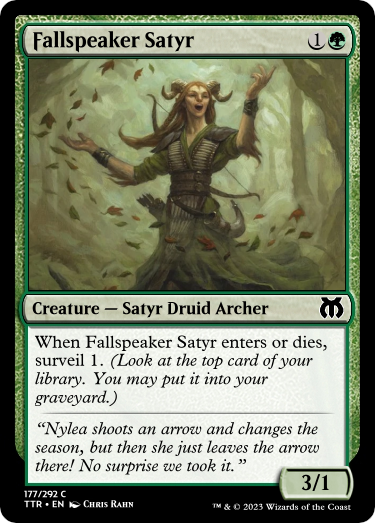 Fallspeaker Satyr 1
Creature — Satyr Druid Archer
When Fallspeaker Satyr enters or dies,
surveil 1. (Look at the top card of your
library. You may put it into your
graveyard.)
“Nylea shoots an arrow and changes the
season, but then she just leaves the arrow
there! No surprise we took it.”
3/1
177/292 C
TTR • EN Chris Rahn
™ & © 2023 Wizards of the Coast